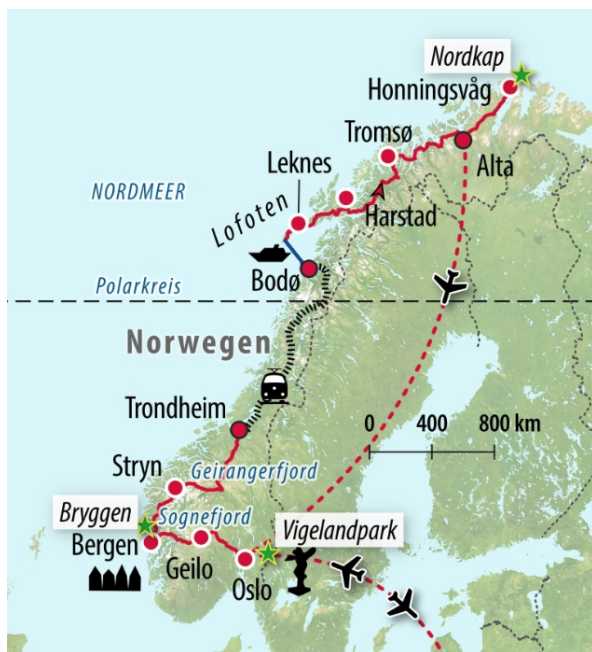 Nordkap
Honningsvåg
Tromsø
Alta
Leknes
Lofoten
Harstad
NORDMEER
Bodø
Polarkreis
Norwegen
Trondheim
0 400 800 km
Stryn
Geirangerfjord
Bryggen
Sognefjord
Vigelandpark
Bergen
Geilo
Oslo